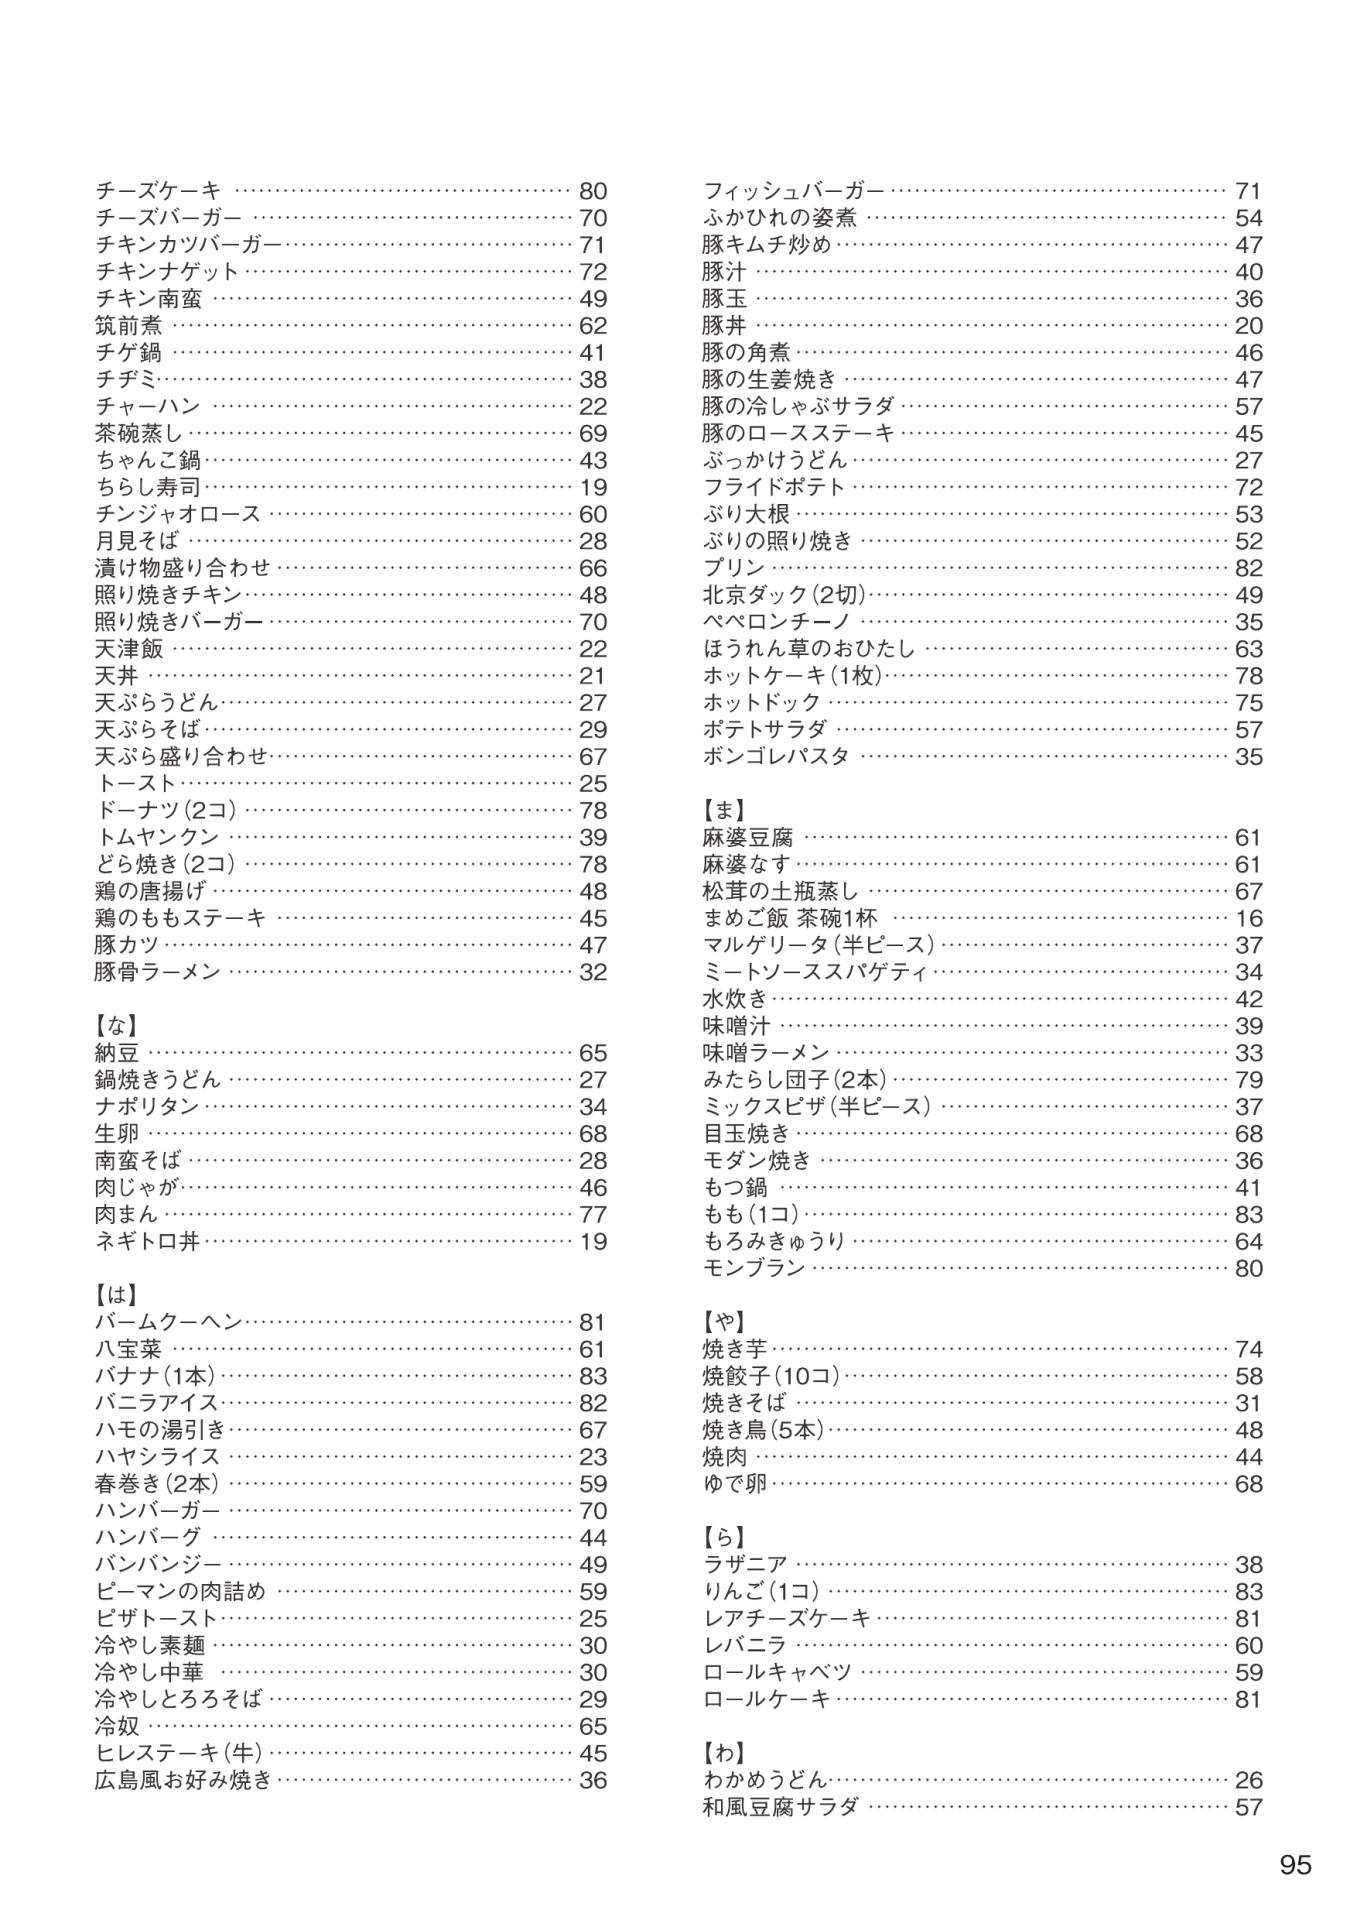 チーズケーキ …… 80
チーズバーガー …… 70
チキンカツバーガー …… 71
チキンナゲット …… 72
チキン南蛮 …… 49
筑前煮 …… 62
チゲ鍋 …… 41
チヂミ …… 38
チャーハン …… 22
茶碗蒸し …… 69
ちゃんこ鍋 …… 43
ちらし寿司 …… 19
チンジャオロース …… 60
月見そば …… 28
漬け物盛り合わせ …… 66
照り焼きチキン …… 48
照り焼きバーガー …… 70
天津飯 …… 22
天丼 …… 21
天ぷらうどん …… 27
天ぷらそば …… 29
天ぷら盛り合わせ …… 67
トースト …… 25
ドーナツ(2コ) …… 78
トムヤンクン …… 39
どら焼き(2コ) …… 78
鶏の唐揚げ …… 48
鶏のももステーキ …… 45
豚カツ …… 47
豚骨ラーメン …… 32
【な】
納豆 …… 65
鍋焼きうどん …… 27
ナポリタン …… 34
生卵 …… 68
南蛮そば …… 28
肉じゃが …… 46
肉まん …… 77
ネギトロ丼 …… 19
【は】
バームクーヘン …… 81
八宝菜 …… 61
バナナ(1本) …… 83
バニラアイス …… 82
ハモの湯引き …… 67
ハヤシライス …… 23
春巻き(2本) …… 59
ハンバーガー …… 70
ハンバーグ …… 44
バンバンジー …… 49
ピーマンの肉詰め …… 59
ピザトースト …… 25
冷やし素麺 …… 30
冷やし中華 …… 30
冷やしとろろそば …… 29
冷奴 …… 65
ヒレステーキ(牛) …… 45
広島風お好み焼き …… 36
フィッシュバーガー …… 71
ふかひれの姿煮 …… 54
豚キムチ炒め …… 47
豚汁 …… 40
豚玉 …… 36
豚丼 …… 20
豚の角煮 …… 46
豚の生姜焼き …… 47
豚の冷しゃぶサラダ …… 57
豚のロースステーキ …… 45
ぶっかけうどん …… 27
フライドポテト …… 72
ぶり大根 …… 53
ぶりの照り焼き …… 52
プリン …… 82
北京ダック(2切) …… 49
ペペロンチーノ …… 35
ほうれん草のおひたし …… 63
ホットケーキ(1枚) …… 78
ホットドック …… 75
ポテトサラダ …… 57
ボンゴレパスタ …… 35
【ま】
麻婆豆腐 …… 61
麻婆なす …… 61
松茸の土瓶蒸し …… 67
まめご飯 茶碗1杯 …… 16
マルゲリータ(半ピース) …… 37
ミートソーススパゲティ …… 34
水炊き …… 42
味噌汁 …… 39
味噌ラーメン …… 33
みたらし団子(2本) …… 79
ミックスピザ(半ピース) …… 37
目玉焼き …… 68
モダン焼き …… 36
もつ鍋 …… 41
もも(1コ) …… 83
もろみきゅうり …… 64
モンブラン …… 80
【や】
焼き芋 …… 74
焼餃子(10コ) …… 58
焼きそば …… 31
焼き鳥(5本) …… 48
焼肉 …… 44
ゆで卵 …… 68
【ら】
ラザニア …… 38
りんご(1コ) …… 83
レアチーズケーキ …… 81
レバニラ …… 60
ロールキャベツ …… 59
ロールケーキ …… 81
【わ】
わかめうどん …… 26
和風豆腐サラダ …… 57
95